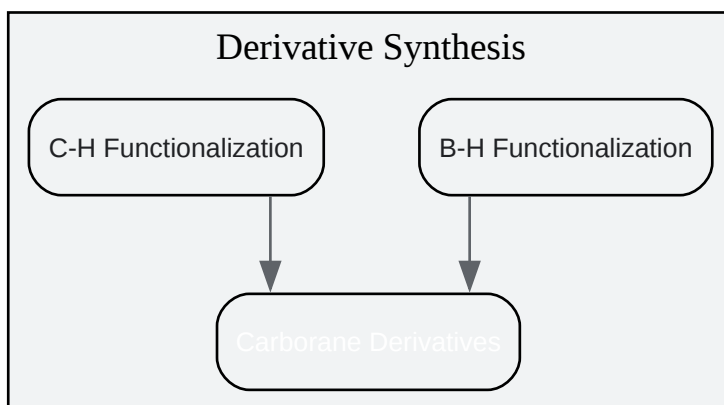 Derivative Synthesis
C-H Functionalization
B-H Functionalization
Carborane Derivatives